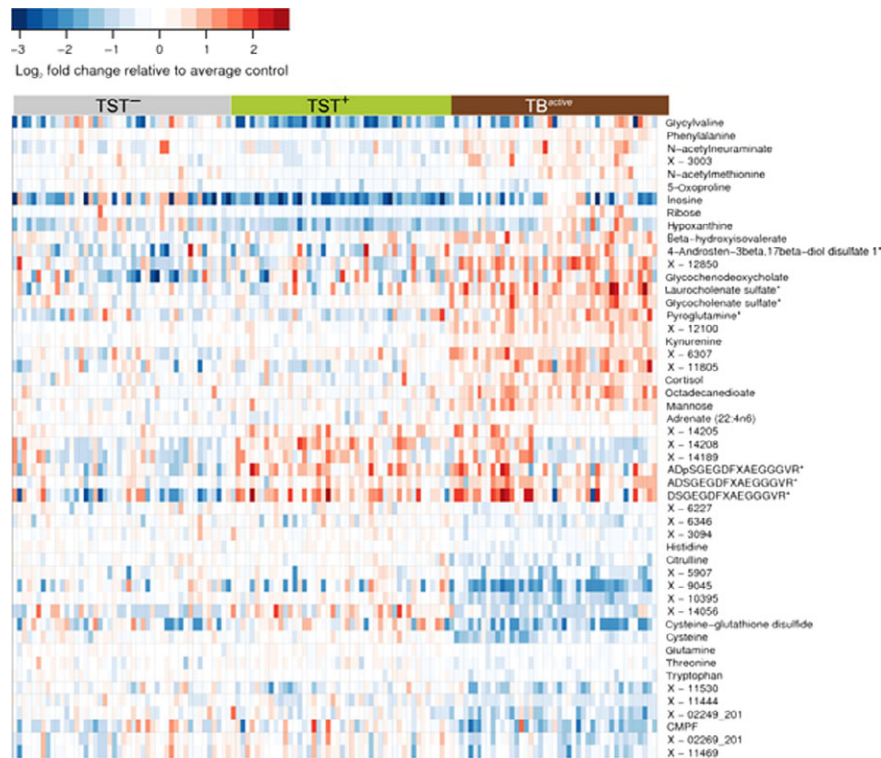 −3 −2 −1 0 1 2
Log2 fold change relative to average control
TST− TST+ TBactive
Glycylvaline
Phenylalanine
N−acetylneuraminate
X − 3003
N−acetylmethionine
5−Oxoproline
Inosine
Ribose
Hypoxanthine
Beta−hydroxyisovalerate
4−Androsten−3beta,17beta−diol disulfate 1*
X − 12850
Glycochenodeoxycholate
Laurocholenate sulfate*
Glycocholenate sulfate*
Pyroglutamine*
X − 12100
Kynurenine
X − 6307
X − 11805
Cortisol
Octadecanedioate
Mannose
Adrenate (22:4n6)
X − 14205
X − 14208
X − 14189
ADpSGEGDFXAEGGGVR*
ADSGEGDFXAEGGGVR*
DSGEGDFXAEGGGVR*
X − 6227
X − 6346
X − 3094
Histidine
Citrulline
X − 5907
X − 9045
X − 10395
X − 14056
Cysteine−glutathione disulfide
Cysteine
Glutamine
Threonine
Tryptophan
X − 11530
X − 11444
X − 02249_201
CMPF
X − 02269_201
X − 11469